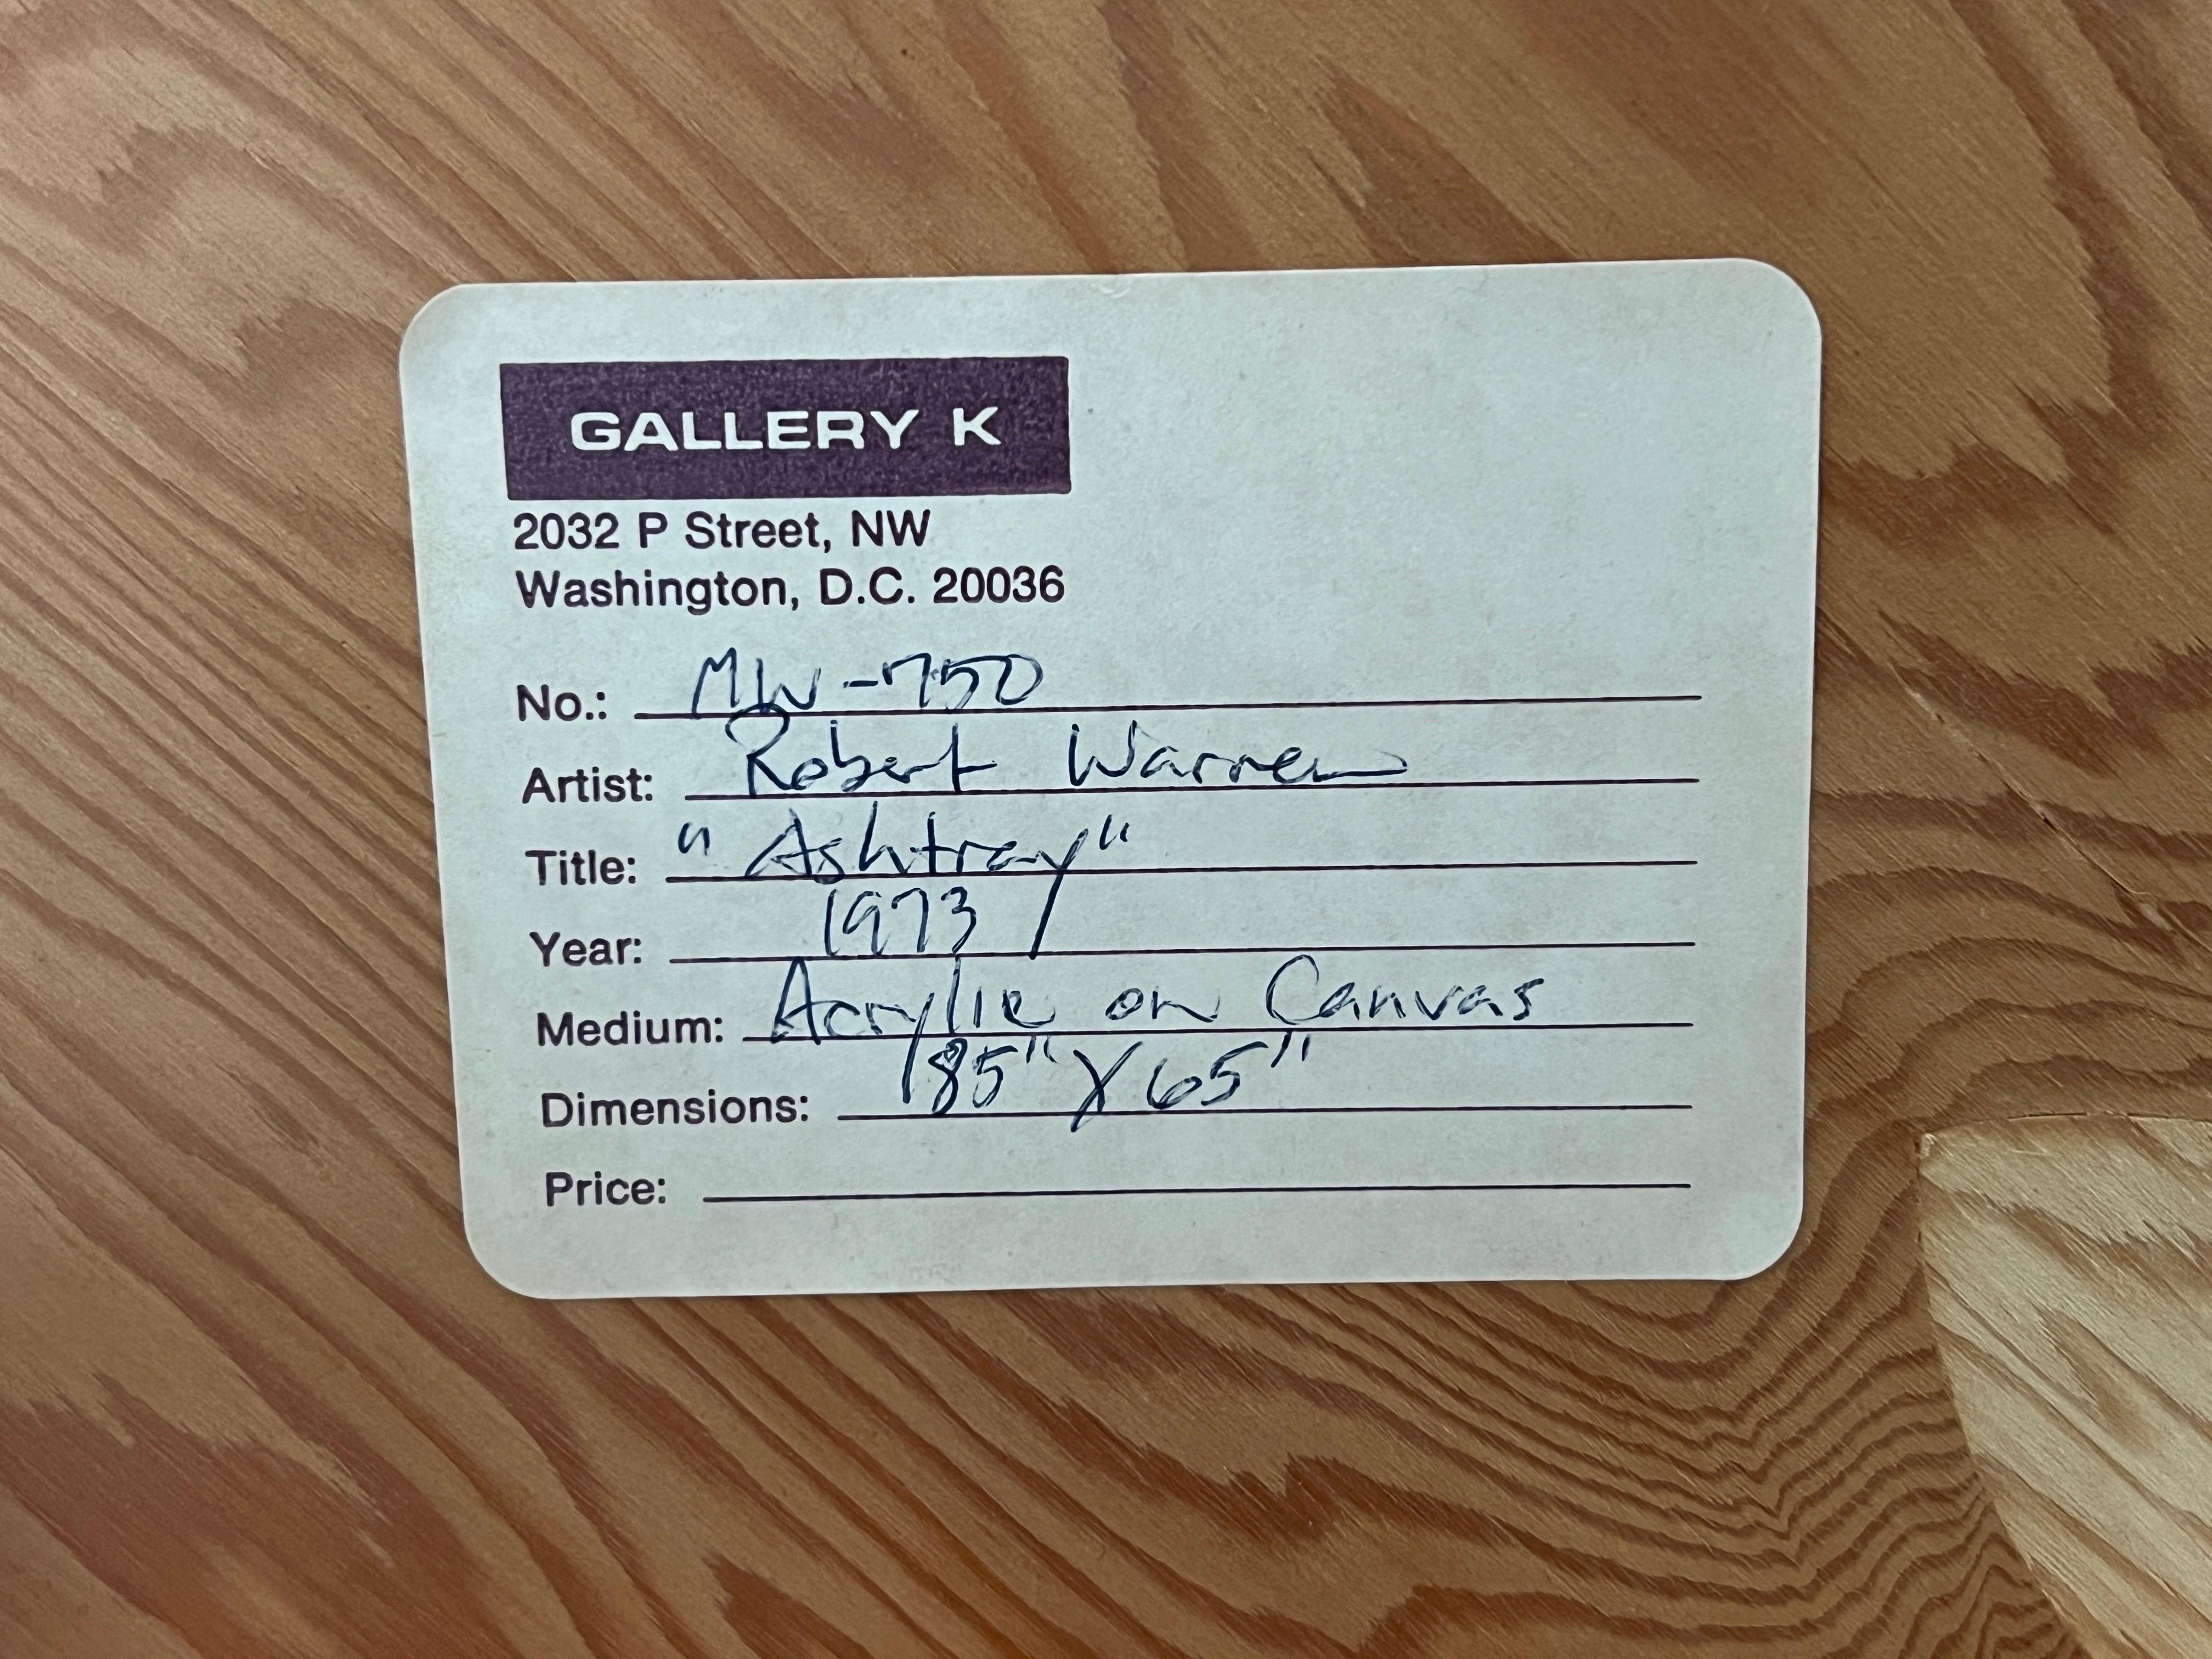 GALLERY K
2032 P Street, NW
Washington, D.C. 20036
No.: MW-750
Artist: Robert Warren
Title: "Ashtray"
Year: 1973
Medium: Acrylic on Canvas
Dimensions: 85" X 65"
Price: